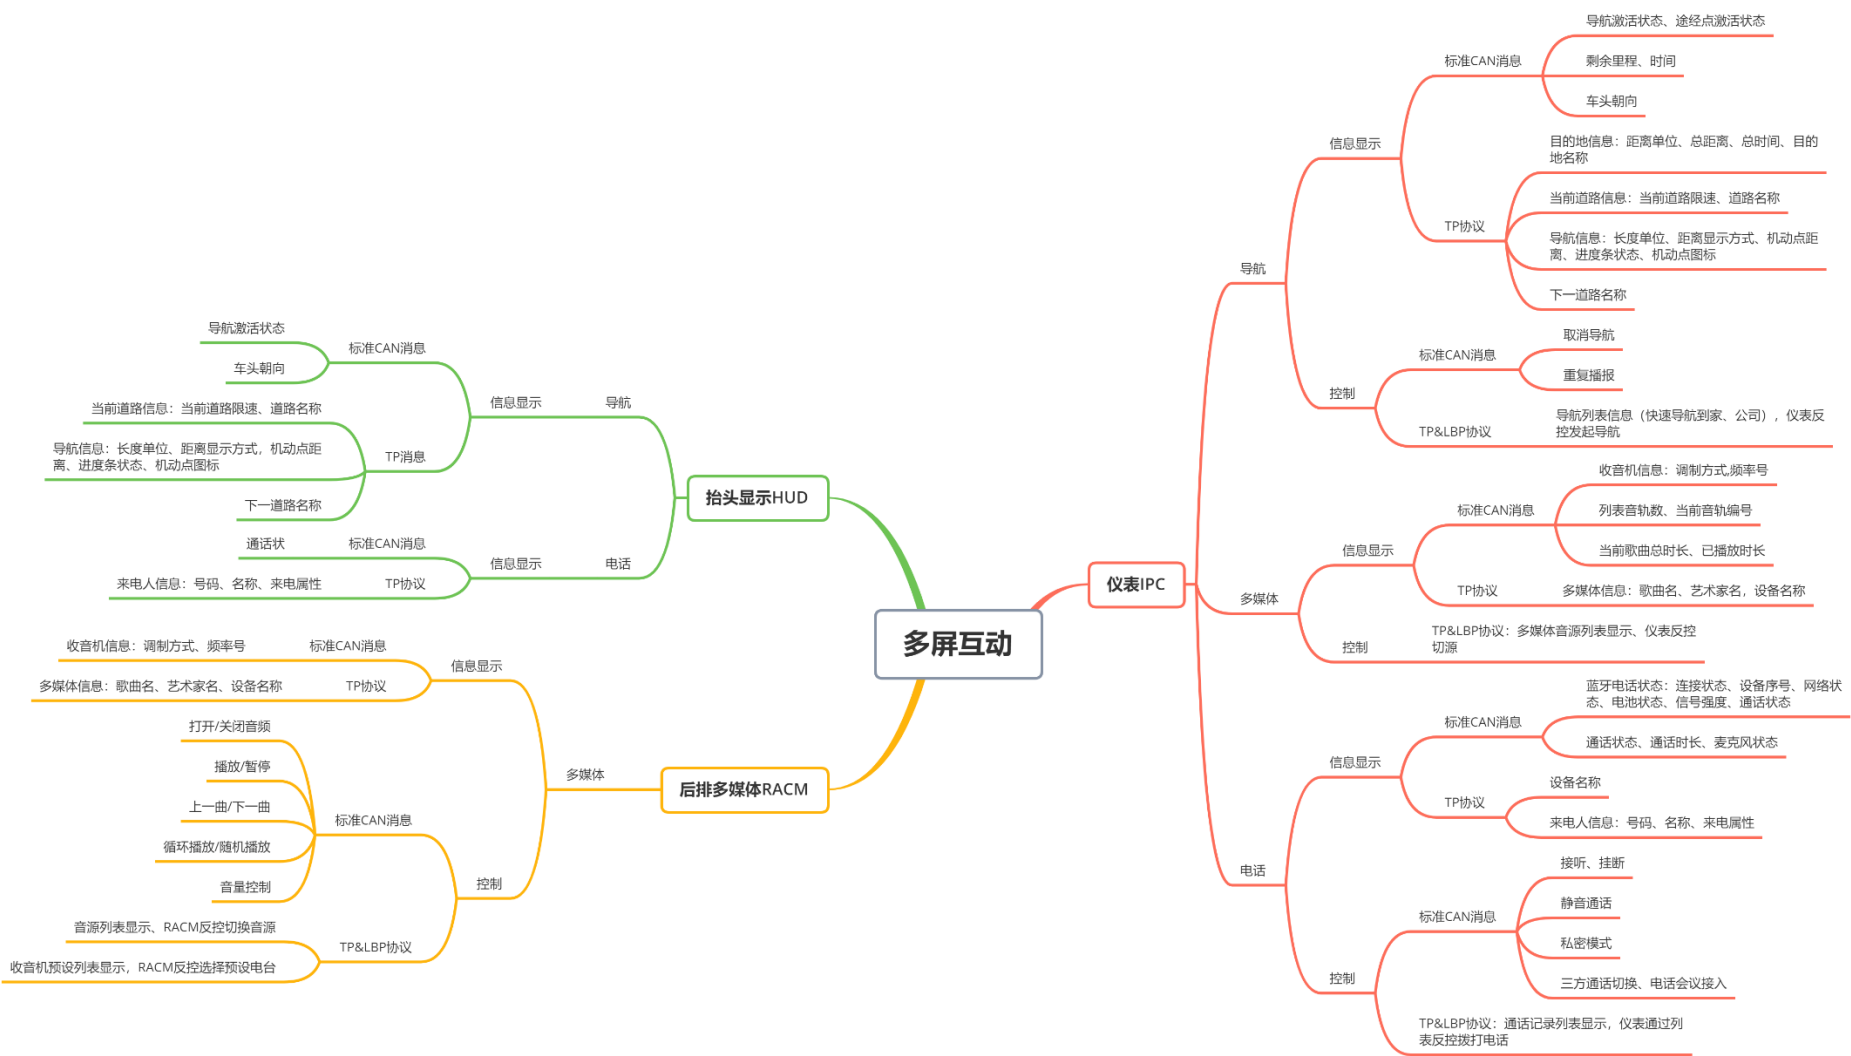 多屏互动
仪表IPC
导航
信息显示
标准CAN消息
导航激活状态、途经点激活状态
剩余里程、时间
车头朝向
TP协议
目的地信息：距离单位、总距离、总时间、目的
地名称
当前道路信息：当前道路限速、道路名称
导航信息：长度单位、距离显示方式、机动点距
离、进度条状态、机动点图标
下一道路名称
控制
标准CAN消息
取消导航
重复播报
TP&LBP协议
导航列表信息（快速导航到家、公司），仪表反
控发起导航
多媒体
信息显示
标准CAN消息
收音机信息：调制方式,频率号
列表音轨数、当前音轨编号
当前歌曲总时长、已播放时长
TP协议
多媒体信息：歌曲名、艺术家名，设备名称
控制
TP&LBP协议：多媒体音源列表显示、仪表反控
切源
电话
信息显示
标准CAN消息
蓝牙电话状态：连接状态、设备序号、网络状
态、电池状态、信号强度、通话状态
通话状态、通话时长、麦克风状态
TP协议
设备名称
来电人信息：号码、名称、来电属性
控制
标准CAN消息
接听、挂断
静音通话
私密模式
三方通话切换、电话会议接入
TP&LBP协议：通话记录列表显示，仪表通过列
表反控拨打电话
抬头显示HUD
导航
信息显示
标准CAN消息
导航激活状态
车头朝向
TP消息
当前道路信息：当前道路限速、道路名称
导航信息：长度单位、距离显示方式，机动点距
离、进度条状态、机动点图标
下一道路名称
电话
信息显示
标准CAN消息
通话状
TP协议
来电人信息：号码、名称、来电属性
后排多媒体RACM
多媒体
信息显示
标准CAN消息
收音机信息：调制方式、频率号
TP协议
多媒体信息：歌曲名、艺术家名、设备名称
控制
标准CAN消息
打开/关闭音频
播放/暂停
上一曲/下一曲
循环播放/随机播放
音量控制
TP&LBP协议
音源列表显示、RACM反控切换音源
收音机预设列表显示，RACM反控选择预设电台